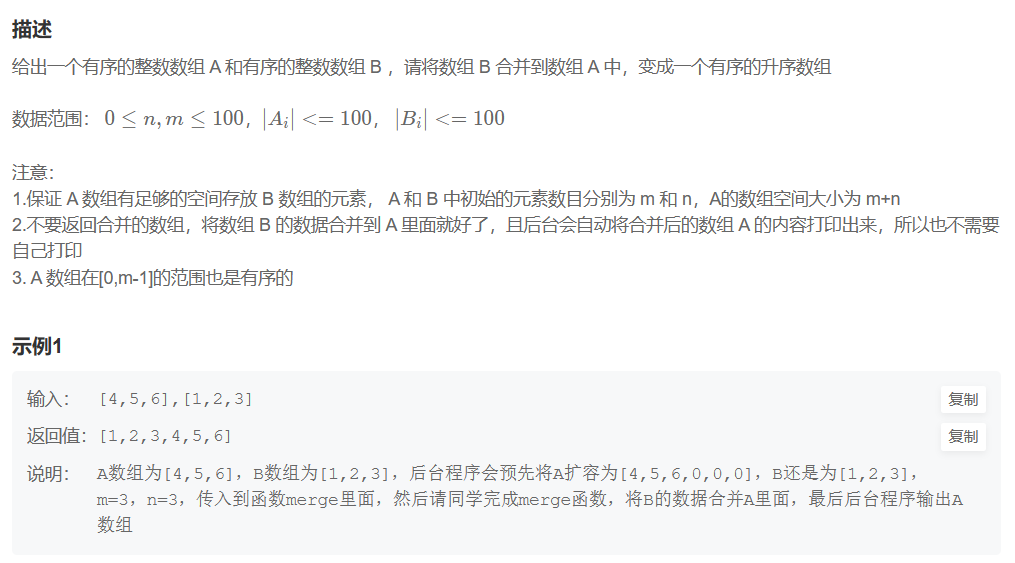 描述
给出一个有序的整数数组 A 和有序的整数数组 B ，请将数组 B 合并到数组 A 中，变成一个有序的升序数组
数据范围： 0 ≤ n, m ≤ 100，|A_i| <= 100， |B_i| <= 100
注意：
1.保证 A 数组有足够的空间存放 B 数组的元素， A 和 B 中初始的元素数目分别为 m 和 n，A的数组空间大小为 m+n
2.不要返回合并的数组，将数组 B 的数据合并到 A 里面就好了，且后台会自动将合并后的数组 A 的内容打印出来，所以也不需要
自己打印
3. A 数组在[0,m-1]的范围也是有序的
示例1
输入： [4,5,6],[1,2,3] 复制
返回值：[1,2,3,4,5,6] 复制
说明： A数组为[4,5,6]，B数组为[1,2,3]，后台程序会预先将A扩容为[4,5,6,0,0,0]，B还是为[1,2,3]，
m=3，n=3，传入到函数merge里面，然后请同学完成merge函数，将B的数据合并A里面，最后后台程序输出A
数组